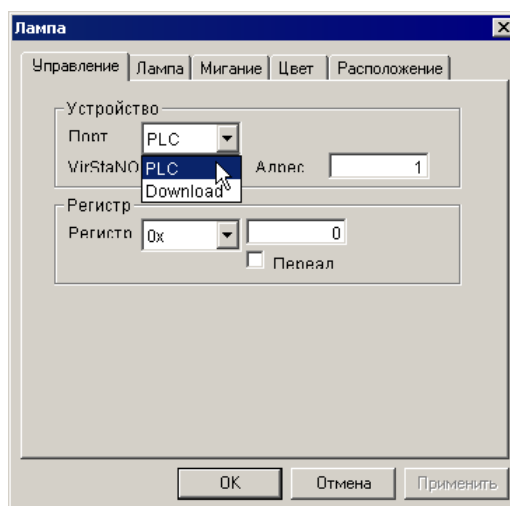 Лампа
Управление Лампа Мигание Цвет Расположение
Устройство
Порт PLC
VirStaNO PLC Адрес 1
Download
Регистр
Регистр 0x 0
Переад
OK Отмена Применить